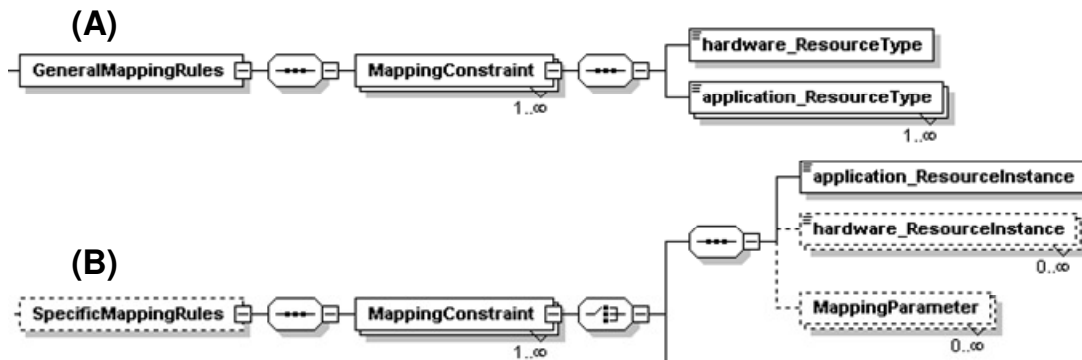 (A)
hardware_ResourceType
GeneralMappingRules
MappingConstraint
1..∞
application_ResourceType
1..∞
application_ResourceInstance
hardware_ResourceInstance
0..∞
(B)
SpecificMappingRules
MappingConstraint
1..∞
MappingParameter
0..∞